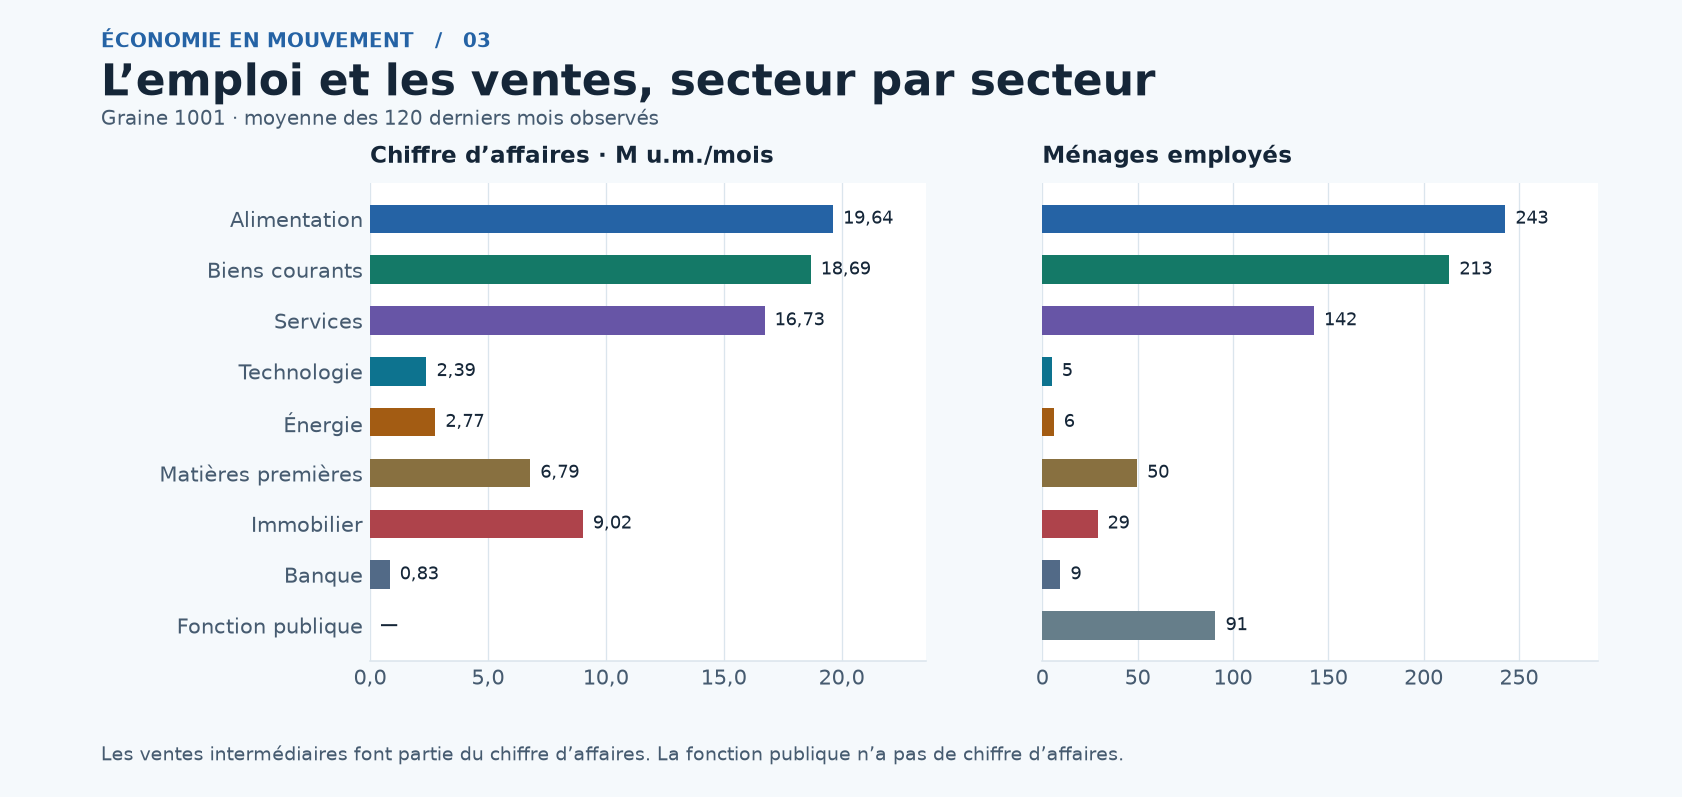 ÉCONOMIE EN MOUVEMENT / 03
L’emploi et les ventes, secteur par secteur
Graine 1001 · moyenne des 120 derniers mois observés
Chiffre d’affaires · M u.m./mois
Alimentation 19,64
Biens courants 18,69
Services 16,73
Technologie 2,39
Énergie 2,77
Matières premières 6,79
Immobilier 9,02
Banque 0,83
Fonction publique —
0,0 5,0 10,0 15,0 20,0
Ménages employés
243
213
142
5
6
50
29
9
91
0 50 100 150 200 250
Les ventes intermédiaires font partie du chiffre d’affaires. La fonction publique n’a pas de chiffre d’affaires.